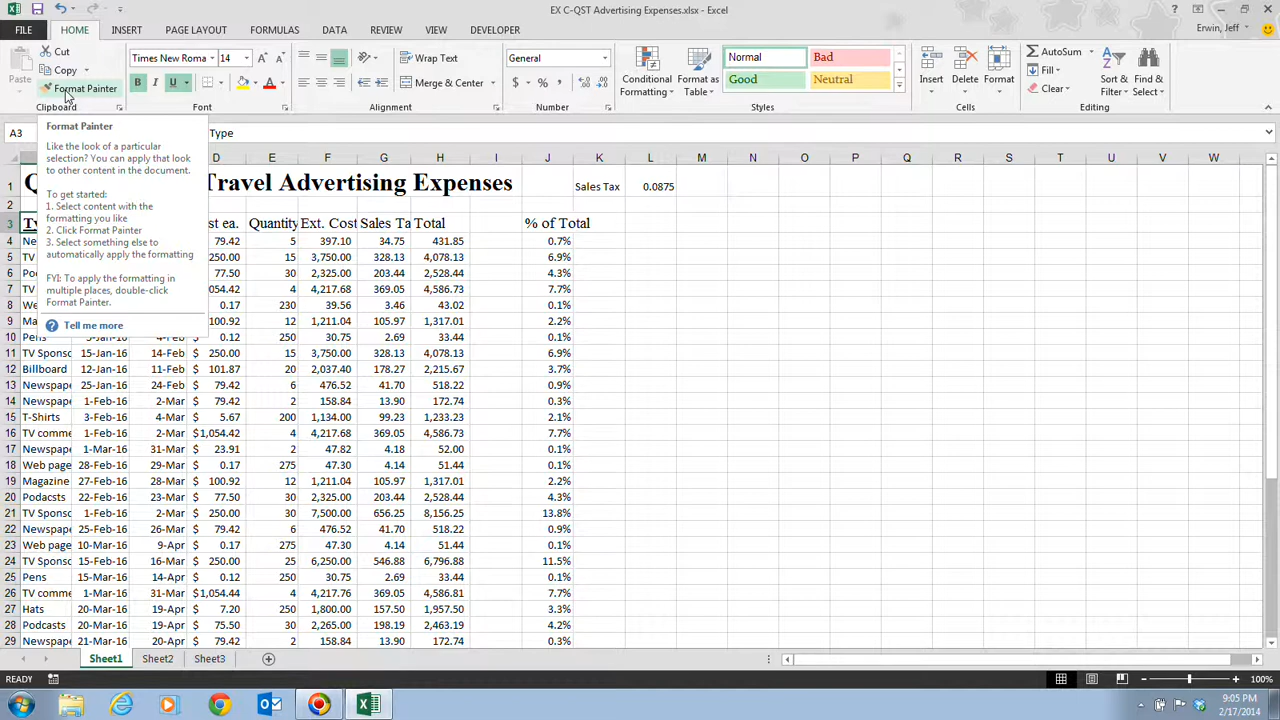 EX C-QST Advertising Expenses.xlsx - Excel
FILE HOME INSERT PAGE LAYOUT FORMULAS DATA REVIEW VIEW DEVELOPER Erwin, Jeff
Paste
Cut
Copy
Format Painter
Clipboard
Times New Roma 14
B I U
Font
Wrap Text
Merge & Center
Alignment
General
$ % ,
Number
Conditional Formatting
Format as Table
Normal Bad
Good Neutral
Styles
Insert Delete Format
Cells
AutoSum
Fill
Clear
Sort & Filter
Find & Select
Editing
A3 Type
Format Painter
Like the look of a particular
selection? You can apply that look
to other content in the document.
To get started:
1. Select content with the
formatting you like
2. Click Format Painter
3. Select something else to
automatically apply the formatting
FYI: To apply the formatting in
multiple places, double-click
Format Painter.
Tell me more
D E F G H I J K L M N O P Q R S T U V W
1 Q Travel Advertising Expenses Sales Tax 0.0875
2
3 Ty st ea. Quantity Ext. Cost Sales Ta Total % of Total
4 Ne 79.42 5 397.10 34.75 431.85 0.7%
5 TV 250.00 15 3,750.00 328.13 4,078.13 6.9%
6 Pod 77.50 30 2,325.00 203.44 2,528.44 4.3%
7 TV 054.42 4 4,217.68 369.05 4,586.73 7.7%
8 We 0.17 230 39.56 3.46 43.02 0.1%
9 Ma 100.92 12 1,211.04 105.97 1,317.01 2.2%
10 Pens 5-Jan-16 4-Feb $ 0.12 250 30.75 2.69 33.44 0.1%
11 TV Sponso 15-Jan-16 14-Feb $ 250.00 15 3,750.00 328.13 4,078.13 6.9%
12 Billboard 12-Jan-16 11-Feb $ 101.87 20 2,037.40 178.27 2,215.67 3.7%
13 Newspape 25-Jan-16 24-Feb $ 79.42 6 476.52 41.70 518.22 0.9%
14 Newspape 1-Feb-16 2-Mar $ 79.42 2 158.84 13.90 172.74 0.3%
15 T-Shirts 3-Feb-16 4-Mar $ 5.67 200 1,134.00 99.23 1,233.23 2.1%
16 TV comme 1-Feb-16 2-Mar $1,054.42 4 4,217.68 369.05 4,586.73 7.7%
17 Newspape 1-Mar-16 31-Mar $ 23.91 2 47.82 4.18 52.00 0.1%
18 Web page 28-Feb-16 29-Mar $ 0.17 275 47.30 4.14 51.44 0.1%
19 Magazine 27-Feb-16 28-Mar $ 100.92 12 1,211.04 105.97 1,317.01 2.2%
20 Podacsts 22-Feb-16 23-Mar $ 77.50 30 2,325.00 203.44 2,528.44 4.3%
21 TV Sponso 1-Feb-16 2-Mar $ 250.00 30 7,500.00 656.25 8,156.25 13.8%
22 Newspape 25-Feb-16 26-Mar $ 79.42 6 476.52 41.70 518.22 0.9%
23 Web page 10-Mar-16 9-Apr $ 0.17 275 47.30 4.14 51.44 0.1%
24 TV Sponso 15-Feb-16 16-Mar $ 250.00 25 6,250.00 546.88 6,796.88 11.5%
25 Pens 15-Mar-16 14-Apr $ 0.12 250 30.75 2.69 33.44 0.1%
26 TV comme 1-Mar-16 31-Mar $1,054.44 4 4,217.76 369.05 4,586.81 7.7%
27 Hats 20-Mar-16 19-Apr $ 7.20 250 1,800.00 157.50 1,957.50 3.3%
28 Podcasts 20-Mar-16 19-Apr $ 75.50 30 2,265.00 198.19 2,463.19 4.2%
29 Newspape 21-Mar-16 20-Apr $ 79.42 2 158.84 13.90 172.74 0.3%
Sheet1 Sheet2 Sheet3
READY 100%
9:05 PM
2/17/2014